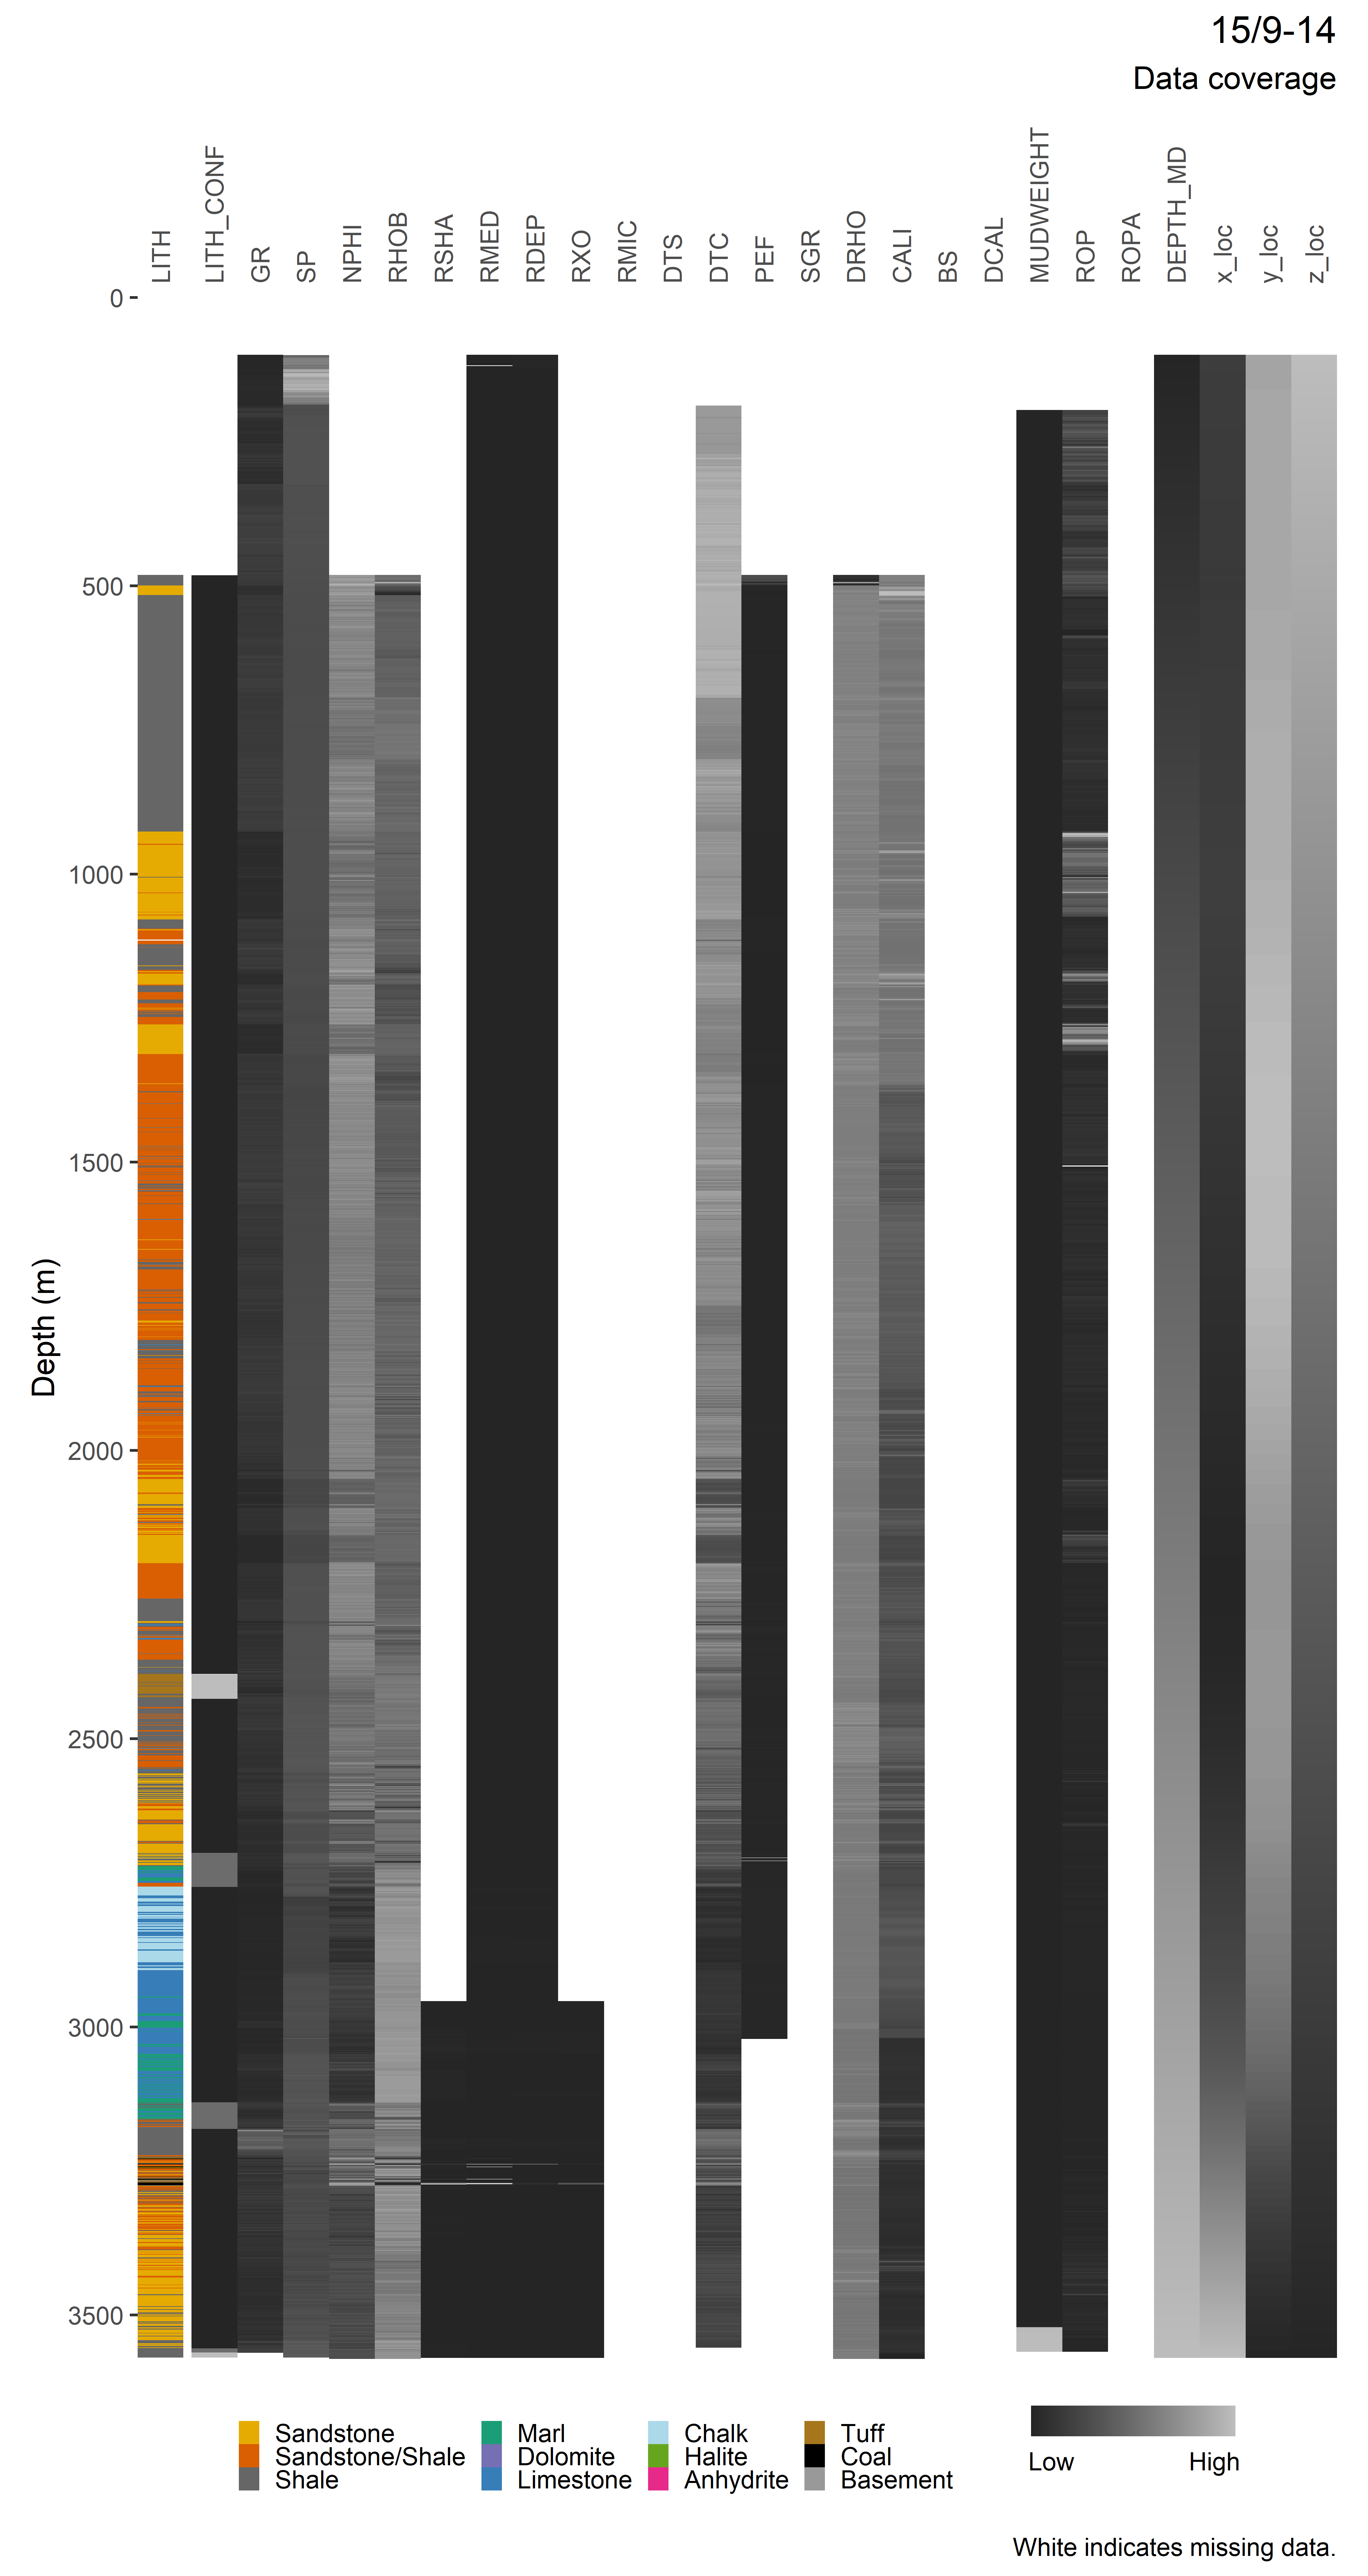 15/9-14
Data coverage
LITH
LITH_CONF
GR
SP
NPHI
RHOB
RSHA
RMED
RDEP
RXO
RMIC
DTS
DTC
PEF
SGR
DRHO
CALI
BS
DCAL
MUDWEIGHT
ROP
ROPA
DEPTH_MD
x_loc
y_loc
z_loc
0
500
1000
1500
2000
2500
3000
3500
Depth (m)
Sandstone
Sandstone/Shale
Shale
Marl
Dolomite
Limestone
Chalk
Halite
Anhydrite
Tuff
Coal
Basement
Low High
White indicates missing data.